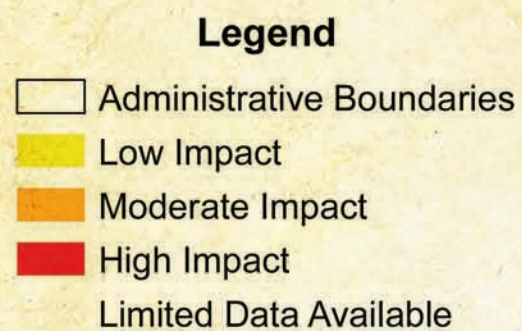 Legend
Administrative Boundaries
Low Impact
Moderate Impact
High Impact
Limited Data Available